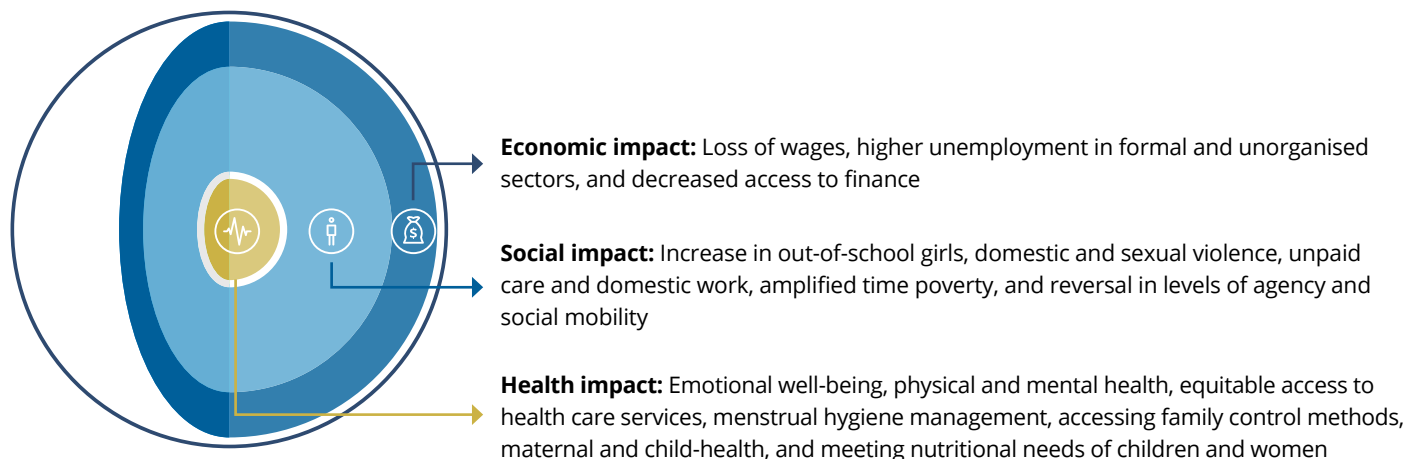 Economic impact: Loss of wages, higher unemployment in formal and unorganised
sectors, and decreased access to finance
$
Social impact: Increase in out-of-school girls, domestic and sexual violence, unpaid
care and domestic work, amplified time poverty, and reversal in levels of agency and
social mobility
Health impact: Emotional well-being, physical and mental health, equitable access to
health care services, menstrual hygiene management, accessing family control methods,
maternal and child-health, and meeting nutritional needs of children and women